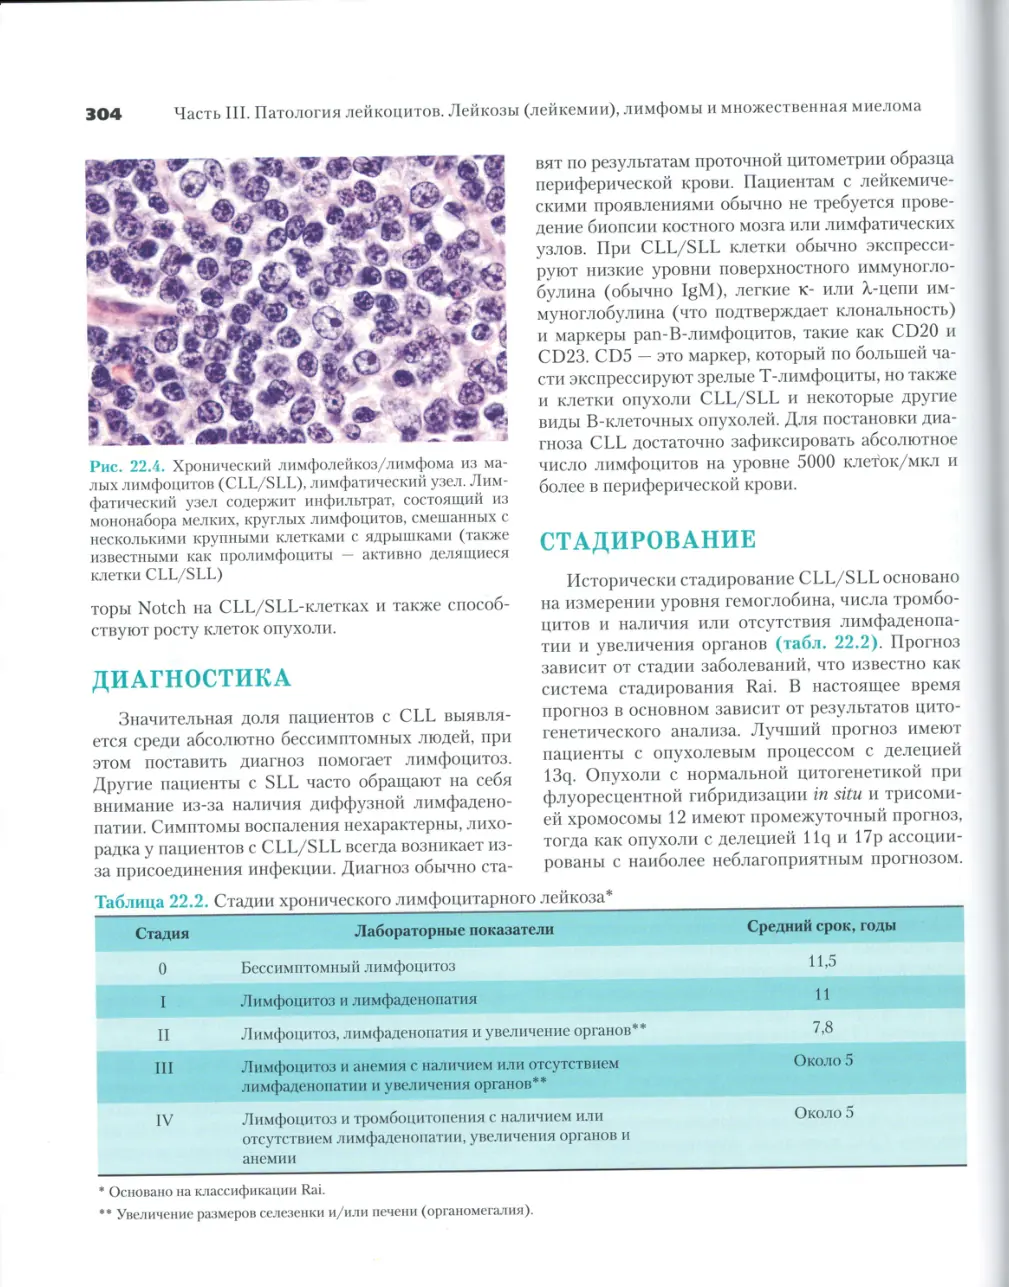 304 Часть III. Патология лейкоцитов. Лейкозы (лейкемии), лимфомы и множественная миелома
Рис. 22.4. Хронический лимфолейкоз/лимфома из ма-
лых лимфоцитов (CLL/SLL), лимфатический узел. Лим-
фатический узел содержит инфильтрат, состоящий из
мононабора мелких, круглых лимфоцитов, смешанных с
несколькими крупными клетками с ядрышками (также
известными как пролимфоциты — активно делящиеся
клетки CLL/SLL)
торы Notch на CLL/SLL-клетках и также способ-
ствуют росту клеток опухоли.
ДИАГНОСТИКА
Значительная доля пациентов с CLL выявля-
ется среди абсолютно бессимптомных людей, при
этом поставить диагноз помогает лимфоцитоз.
Другие пациенты с SLL часто обращают на себя
внимание из-за наличия диффузной лимфадено-
патии. Симптомы воспаления нехарактерны, лихо-
радка у пациентов с CLL/SLL всегда возникает из-
за присоединения инфекции. Диагноз обычно ста-
вят по результатам проточной цитометрии образца
периферической крови. Пациентам с лейкемиче-
скими проявлениями обычно не требуется прове-
дение биопсии костного мозга или лимфатических
узлов. При CLL/SLL клетки обычно экспресси-
руют низкие уровни поверхностного иммуногло-
булина (обычно IgM), легкие κ- или λ-цепи им-
муноглобулина (что подтверждает клональность)
и маркеры pan-B-лимфоцитов, такие как CD20 и
CD23. CD5 — это маркер, который по большей ча-
сти экспрессируют зрелые Т-лимфоциты, но также
и клетки опухоли CLL/SLL и некоторые другие
виды В-клеточных опухолей. Для постановки диа-
гноза CLL достаточно зафиксировать абсолютное
число лимфоцитов на уровне 5000 клеток/мкл и
более в периферической крови.
СТАДИРОВАНИЕ
Исторически стадирование CLL/SLL основано
на измерении уровня гемоглобина, числа тромбо-
цитов и наличия или отсутствия лимфаденопа-
тии и увеличения органов (табл. 22.2). Прогноз
зависит от стадии заболеваний, что известно как
система стадирования Rai. В настоящее время
прогноз в основном зависит от результатов цито-
генетического анализа. Лучший прогноз имеют
пациенты с опухолевым процессом с делецией
13q. Опухоли с нормальной цитогенетикой при
флуоресцентной гибридизации in situ и трисоми-
ей хромосомы 12 имеют промежуточный прогноз,
тогда как опухоли с делецией 11q и 17p ассоции-
рованы с наиболее неблагоприятным прогнозом.
Таблица 22.2. Стадии хронического лимфоцитарного лейкоза*
Стадия Лабораторные показатели Средний срок, годы
0 Бессимптомный лимфоцитоз 11,5
I Лимфоцитоз и лимфаденопатия 11
II Лимфоцитоз, лимфаденопатия и увеличение органов** 7,8
III Лимфоцитоз и анемия с наличием или отсутствием Около 5
лимфаденопатии и увеличения органов**
IV Лимфоцитоз и тромбоцитопения с наличием или Около 5
отсутствием лимфаденопатии, увеличения органов и
анемии
* Основано на классификации Rai.
** Увеличение размеров селезенки и/или печени (органомегалия).